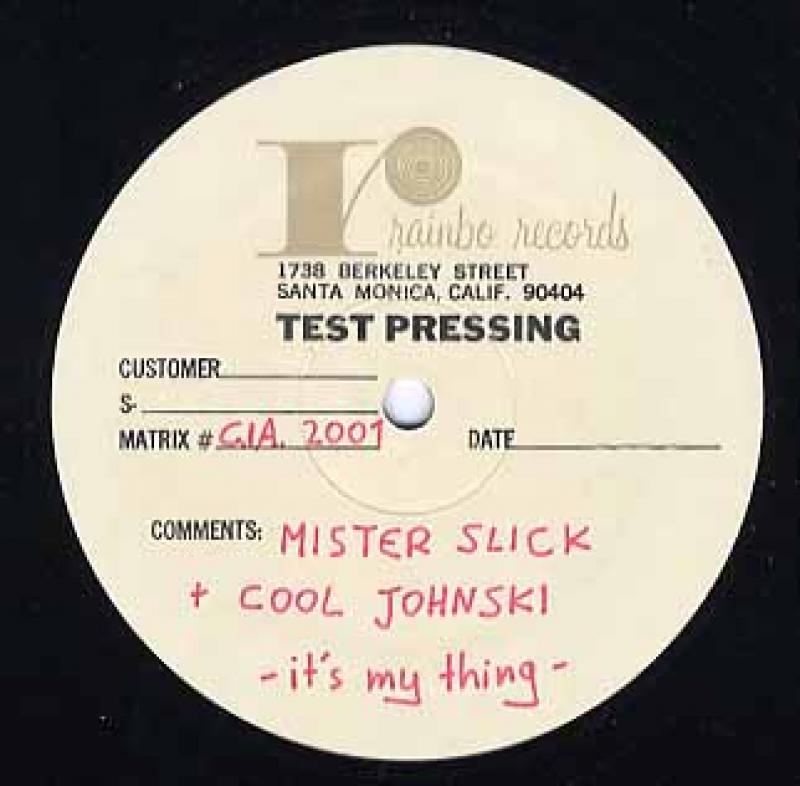 r
rainbo records
1738 BERKELEY STREET
SANTA MONICA, CALIF. 90404
TEST PRESSING
CUSTOMER
S-
MATRIX # C.I.A. 2001 DATE
COMMENTS: MISTER SLICK
+ COOL JOHNSKI
- it's my thing -